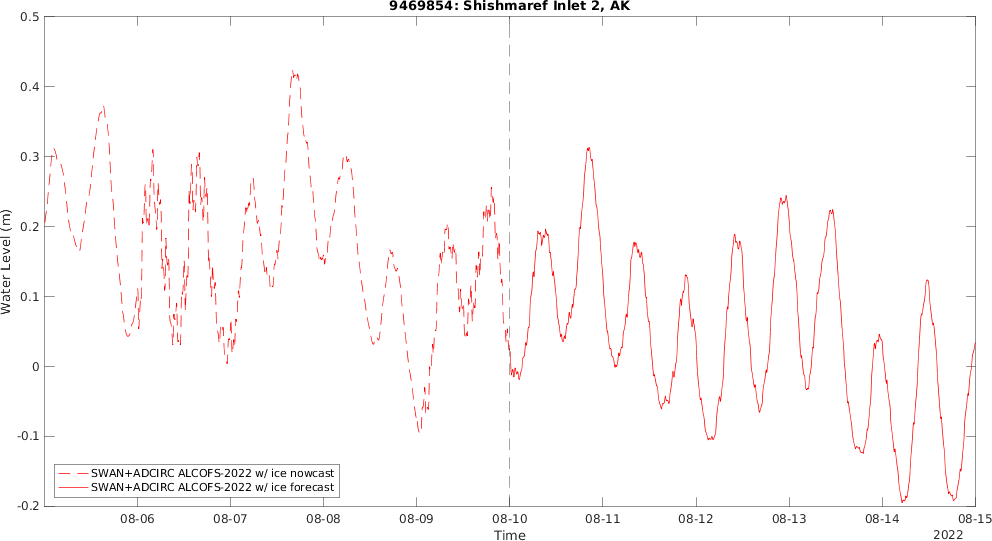 9469854: Shishmaref Inlet 2, AK
0.5
0.4
0.3
0.2
0.1
0
-0.1
-0.2
Water Level (m)
SWAN+ADCIRC ALCOFS-2022 w/ ice nowcast
SWAN+ADCIRC ALCOFS-2022 w/ ice forecast
08-06 08-07 08-08 08-09 08-10 08-11 08-12 08-13 08-14 08-15
Time
2022